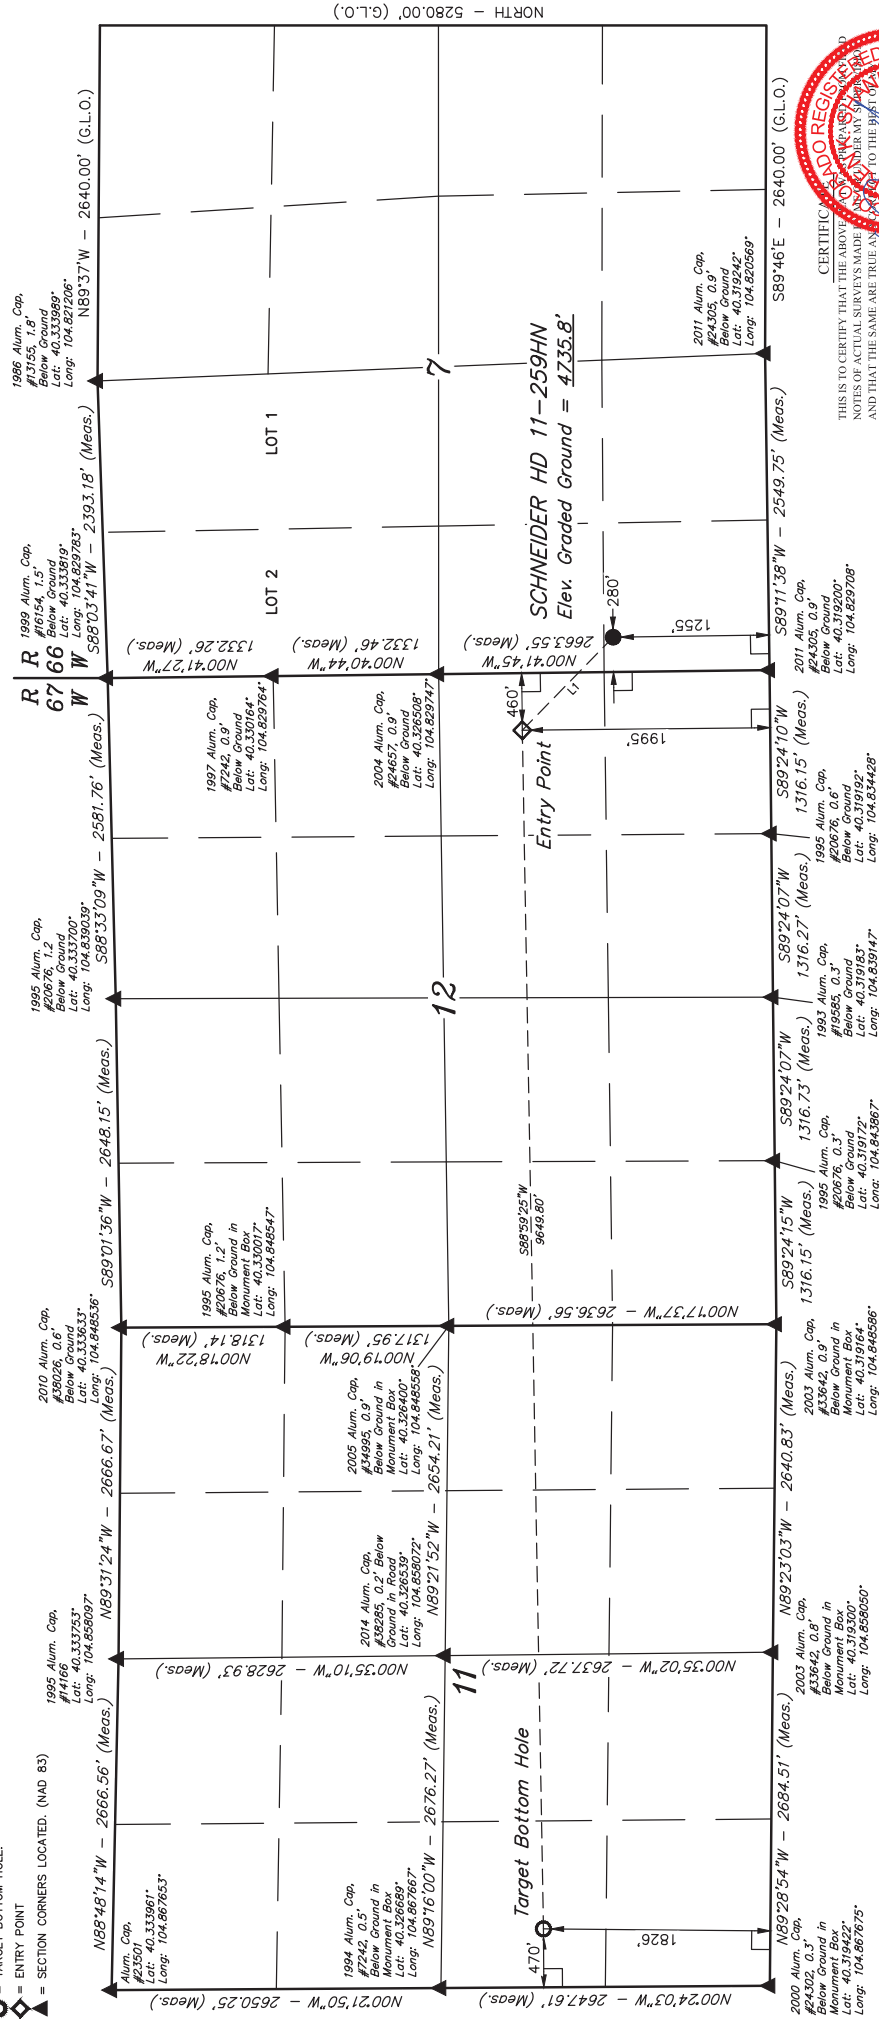 = ENTRY POINT
= SECTION CORNERS LOCATED. (NAD 83)
NORTH - 5280.00' (G.L.O.)
N89°37'W - 2640.00' (G.L.O.)
1986 Alum. Cap,
#13155, 1.8'
Below Ground
Lat: 40.333989°
Long: 104.821206°
S88°03'41"W - 2393.18' (Meas.)
1999 Alum. Cap,
#16154, 1.5'
Below Ground
Lat: 40.333819°
Long: 104.829783°
R R
67 66
W W
S88°33'09"W - 2581.76' (Meas.)
1995 Alum. Cap,
#20676, 1.2
Below Ground
Lat: 40.333700°
Long: 104.839039°
S89°01'36"W - 2648.15' (Meas.)
2010 Alum. Cap,
#38026, 0.6'
Below Ground
Lat: 40.333633°
Long: 104.848536°
N89°31'24"W - 2666.67' (Meas.)
1995 Alum. Cap,
#14166
Lat: 40.333753°
Long: 104.858097°
N88°48'14"W - 2666.56' (Meas.)
Alum. Cap,
#23501
Lat: 40.333961°
Long: 104.867653°
LOT 1
LOT 2
7
N00°41'27"W
1332.26' (Meas.)
1997 Alum. Cap,
#7242, 0.9'
Below Ground
Lat: 40.330164°
Long: 104.829764°
N00°40'44"W
1332.46' (Meas.)
2004 Alum. Cap,
#24657, 0.9'
Below Ground
Lat: 40.326508°
Long: 104.829747°
N00°41'45"W
2663.55' (Meas.)
SCHNEIDER HD 11-259HN
Elev. Graded Ground = 4735.8'
280'
1255'
460'
L1
1995'
Entry Point
12
S88°59'25"W
9649.80'
1995 Alum. Cap,
#20676, 1.2'
Below Ground in
Monument Box
Lat: 40.330017°
Long: 104.848547°
N00°18'22"W
1318.14' (Meas.)
N00°19'06"W
1317.95' (Meas.)
N00°17'37"W - 2636.56' (Meas.)
2005 Alum. Cap,
#34995, 0.9'
Below Ground in
Monument Box
Lat: 40.326400°
Long: 104.848558°
N89°21'52"W - 2654.21' (Meas.)
2014 Alum. Cap,
#38285, 0.2' Below
Ground in Road
Lat: 40.326539°
Long: 104.858072°
N00°35'10"W - 2628.93' (Meas.)
N00°35'02"W - 2637.72' (Meas.)
11
N89°16'00"W - 2676.27' (Meas.)
1994 Alum. Cap,
#7242, 0.5'
Below Ground in
Monument Box
Lat: 40.326689°
Long: 104.867667°
N00°21'50"W - 2650.25' (Meas.)
N00°24'03"W - 2647.61' (Meas.)
Target Bottom Hole
470'
1826'
S89°46'E - 2640.00' (G.L.O.)
2011 Alum. Cap,
#24305, 0.9'
Below Ground
Lat: 40.319242°
Long: 104.820569°
S89°11'38"W - 2549.75' (Meas.)
2011 Alum. Cap,
#24305, 0.9'
Below Ground
Lat: 40.319200°
Long: 104.829708°
S89°24'10"W
1316.15' (Meas.)
1995 Alum. Cap,
#20676, 0.6'
Below Ground
Lat: 40.319192°
Long: 104.834428°
S89°24'07"W
1316.27' (Meas.)
1993 Alum. Cap,
#19585, 0.3'
Below Ground
Lat: 40.319183°
Long: 104.839147°
S89°24'07"W
1316.73' (Meas.)
1995 Alum. Cap,
#20676, 0.3'
Below Ground
Lat: 40.319172°
Long: 104.843867°
S89°24'15"W
1316.15' (Meas.)
2003 Alum. Cap,
#33642, 0.9'
Below Ground in
Monument Box
Lat: 40.319164°
Long: 104.848586°
N89°23'03"W - 2640.83' (Meas.)
2003 Alum. Cap,
#33642, 0.8'
Below Ground in
Monument Box
Lat: 40.319300°
Long: 104.858050°
N89°28'54"W - 2684.51' (Meas.)
2000 Alum. Cap,
#24302, 0.3'
Below Ground in
Monument Box
Lat: 40.319422°
Long: 104.867675°
THIS IS TO CERTIFY THAT THE ABOVE
NOTES OF ACTUAL SURVEYS MADE UNDER MY
AND THAT THE SAME ARE TRUE AND TO THE BEST OF
REGISTERED